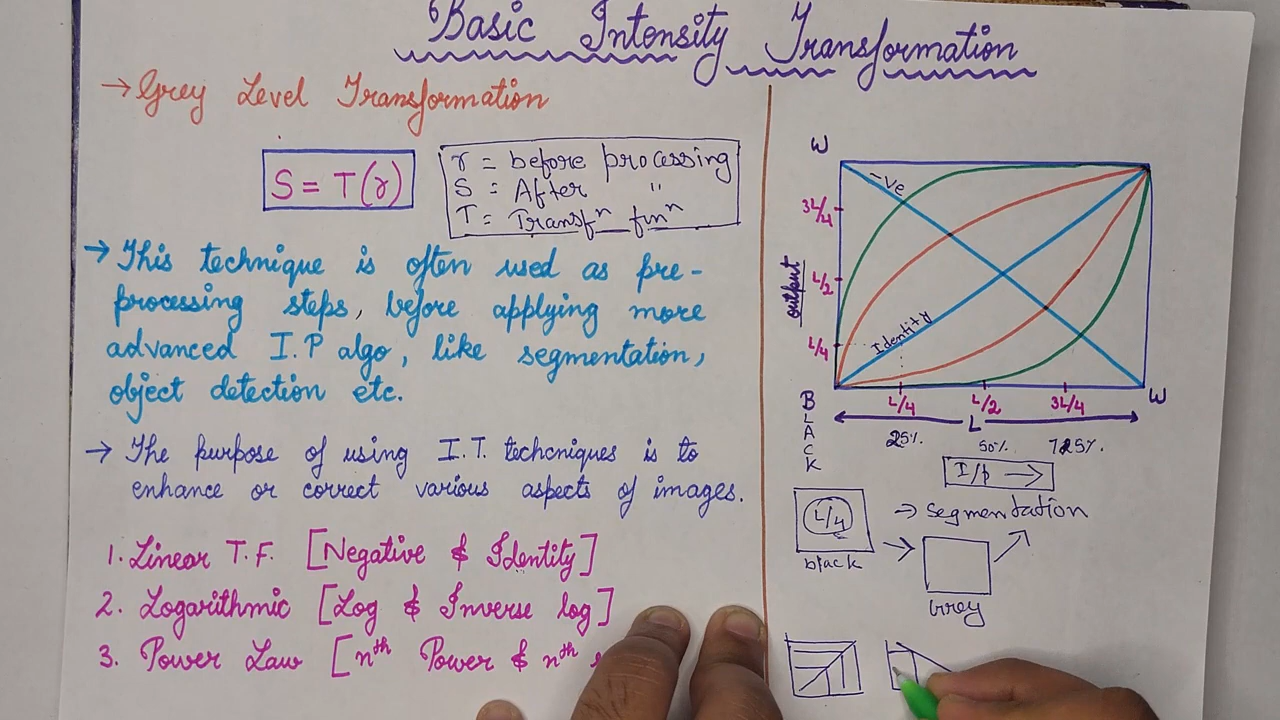 Basic Intensity Transformation
→ Grey Level Transformation
S = T(r)
r = before processing
S = After "
T = Transfⁿ funⁿ
→ This technique is often used as pre-
processing steps, before applying more
advanced I.P algo, like segmentation,
object detection etc.
→ The purpose of using I.T. techcniques is to
enhance or correct various aspects of images.
1. Linear T.F. [Negative & Identity]
2. Logarithmic [Log & Inverse log]
3. Power Law [nth Power & nth
W
-ve
3L/4
L/2
L/4
output
Identity
BLACK
L/4 L/2 3L/4
W
L
25%. 50%.
I/p →
L/4
black
→ segmentation
Grey